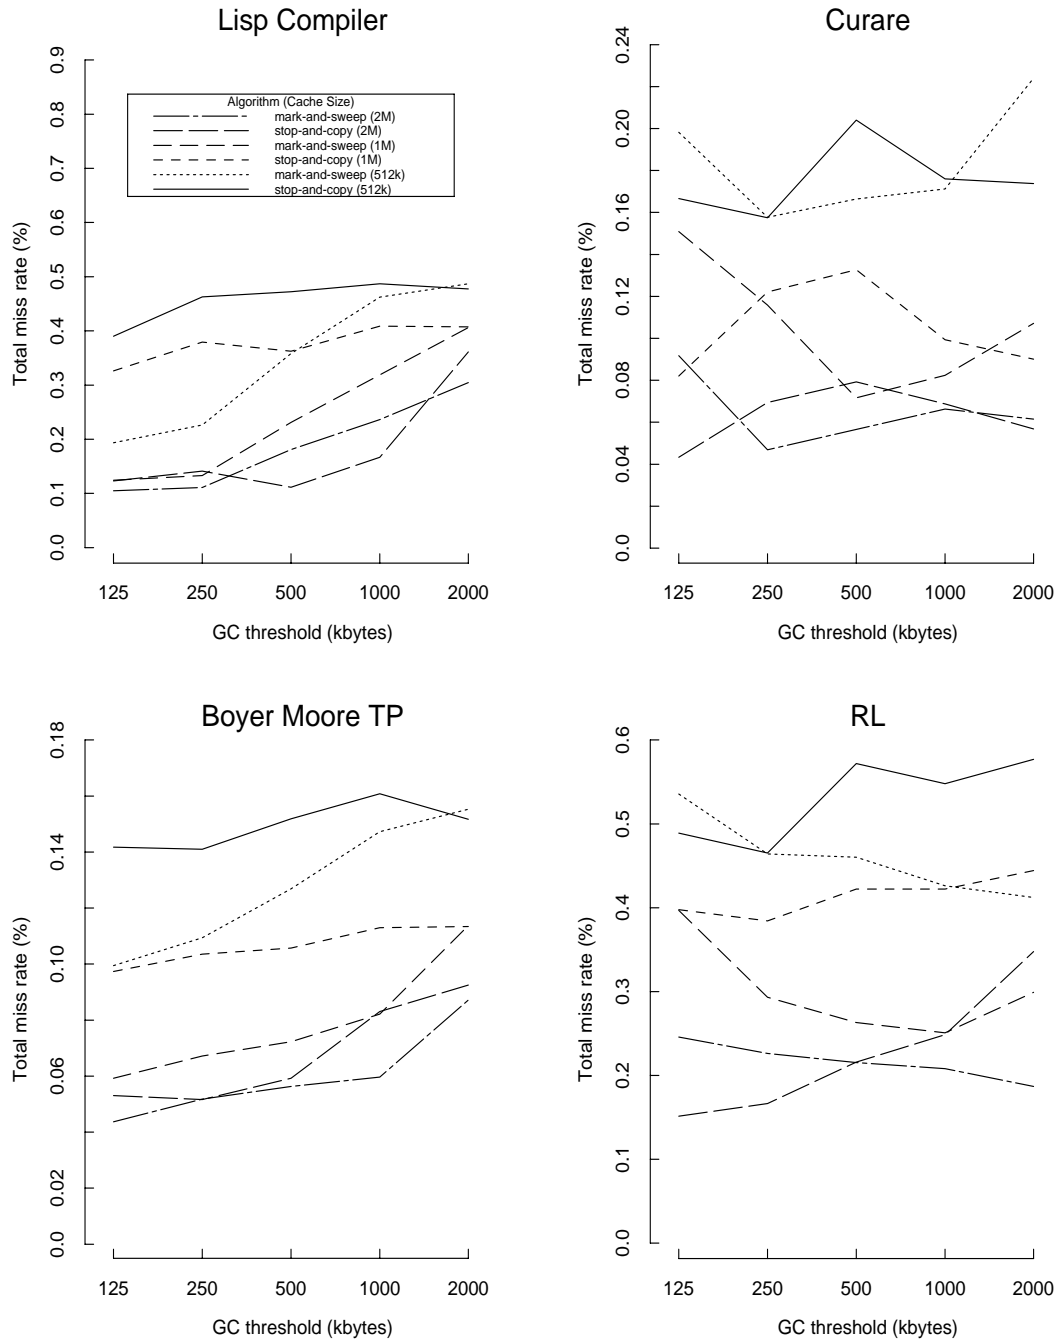 Lisp Compiler
Total miss rate (%)
0.9
0.8
0.7
0.6
0.5
0.4
0.3
0.2
0.1
0.0
Algorithm (Cache Size)
mark-and-sweep (2M)
stop-and-copy (2M)
mark-and-sweep (1M)
stop-and-copy (1M)
mark-and-sweep (512k)
stop-and-copy (512k)
125 250 500 1000 2000
GC threshold (kbytes)
Curare
Total miss rate (%)
0.24
0.20
0.16
0.12
0.08
0.04
0.0
125 250 500 1000 2000
GC threshold (kbytes)
Boyer Moore TP
Total miss rate (%)
0.18
0.14
0.10
0.06
0.02
0.0
125 250 500 1000 2000
GC threshold (kbytes)
RL
Total miss rate (%)
0.6
0.5
0.4
0.3
0.2
0.1
0.0
125 250 500 1000 2000
GC threshold (kbytes)